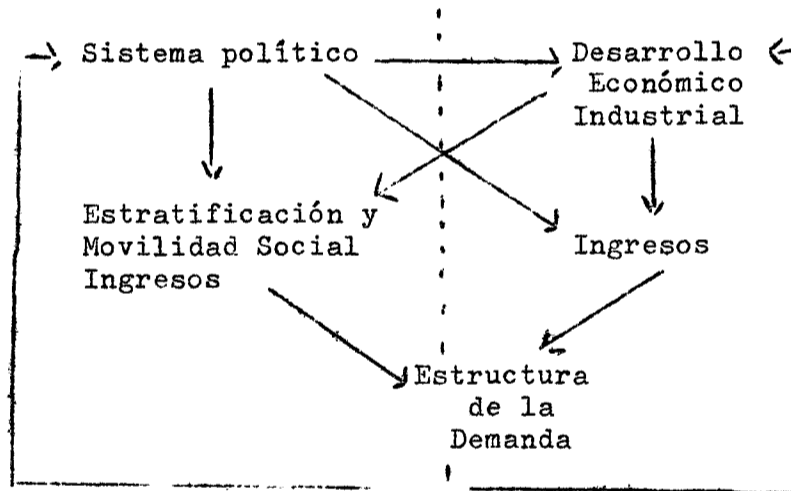 Sistema político
Desarrollo
Económico
Industrial
Estratificación y
Movilidad Social
Ingresos
Ingresos
Estructura
de la
Demanda